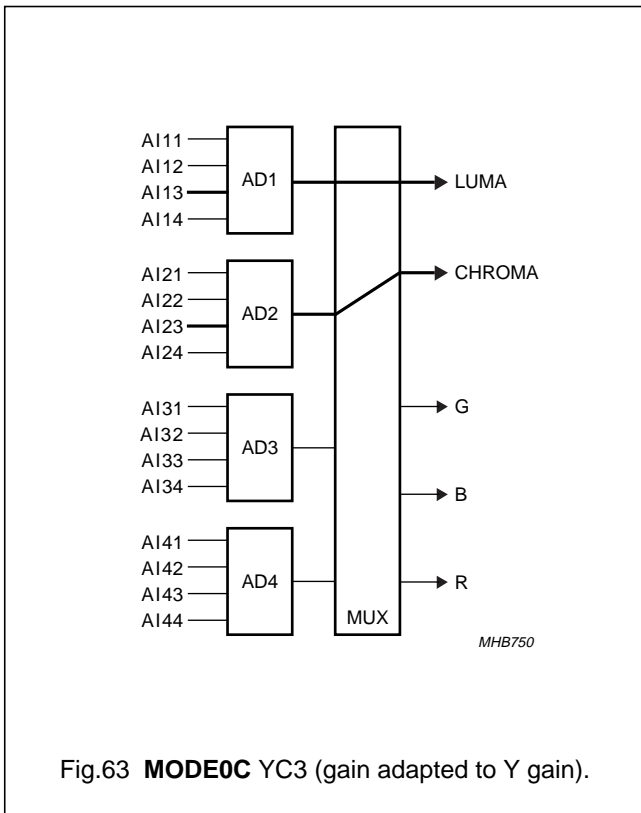 AI11
AI12
AI13
AI14
AD1
LUMA
AI21
AI22
AI23
AI24
AD2
CHROMA
AI31
AI32
AI33
AI34
AD3
G
B
AI41
AI42
AI43
AI44
AD4
MUX
R
MHB750
Fig.63 MODE0C YC3 (gain adapted to Y gain).